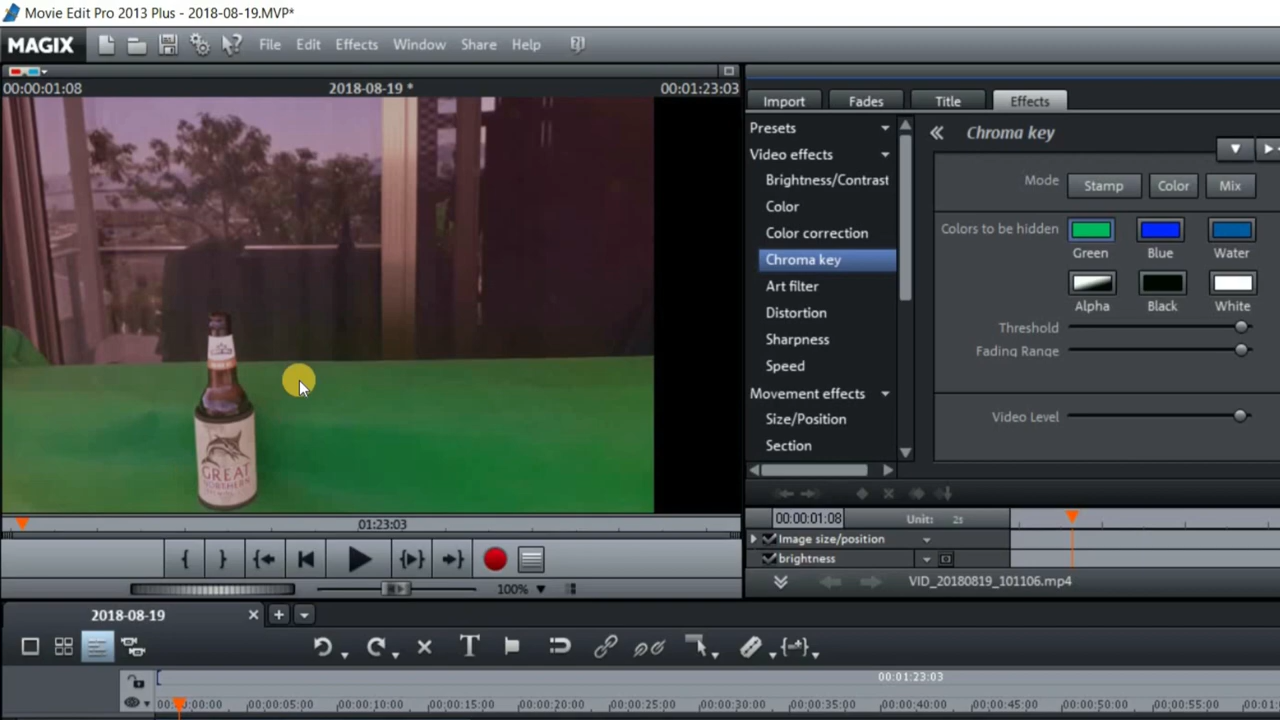 Movie Edit Pro 2013 Plus - 2018-08-19.MVP*
MAGIX File Edit Effects Window Share Help
00:00:01:08 2018-08-19 * 00:01:23:03
GREAT
NORTHERN
01:23:03
100%
Import Fades Title Effects
Presets
Video effects
Brightness/Contrast
Color
Color correction
Chroma key
Art filter
Distortion
Sharpness
Speed
Movement effects
Size/Position
Section
Chroma key
Mode Stamp Color Mix
Colors to be hidden
Green Blue Water
Alpha Black White
Threshold
Fading Range
Video Level
00:00:01:08 Unit: 2s
Image size/position
brightness
VID_20180819_101106.mp4
2018-08-19
00:01:23:03
00:00:05:00 00:00:10:00 00:00:15:00 00:00:20:00 00:00:25:00 00:00:30:00 00:00:35:00 00:00:40:00 00:00:45:00 00:00:50:00 00:00:55:00